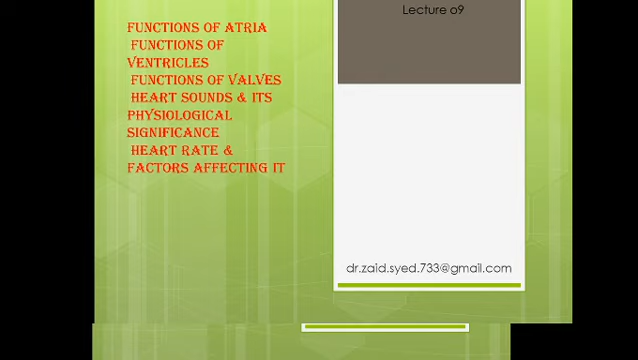 Lecture o9
FUNCTIONS OF ATRIA
FUNCTIONS OF
VENTRICLES
FUNCTIONS OF VALVES
HEART SOUNDS & ITS
PHYSIOLOGICAL
SIGNIFICANCE
HEART RATE &
FACTORS AFFECTING IT
dr.zaid.syed.733@gmail.com